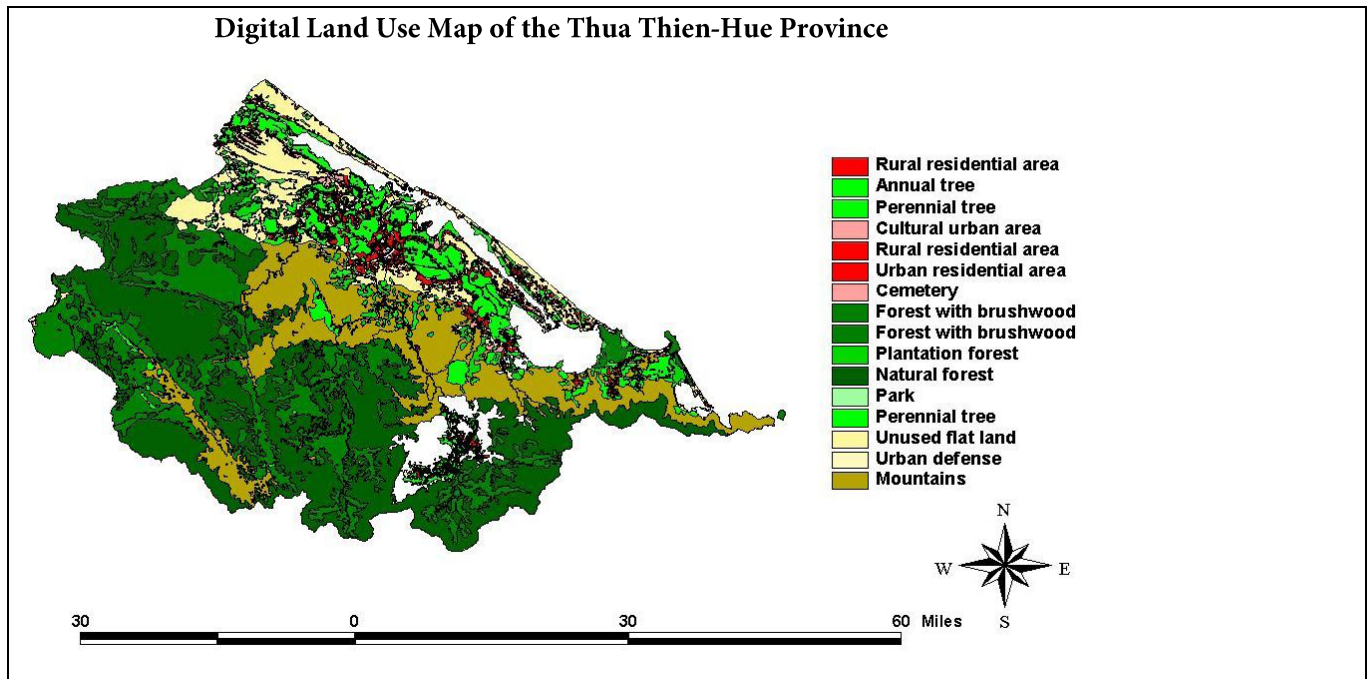 Digital Land Use Map of the Thua Thien-Hue Province
Rural residential area
Annual tree
Perennial tree
Cultural urban area
Rural residential area
Urban residential area
Cemetery
Forest with brushwood
Forest with brushwood
Plantation forest
Natural forest
Park
Perennial tree
Unused flat land
Urban defense
Mountains
N
W E
S
30 0 30 60 Miles